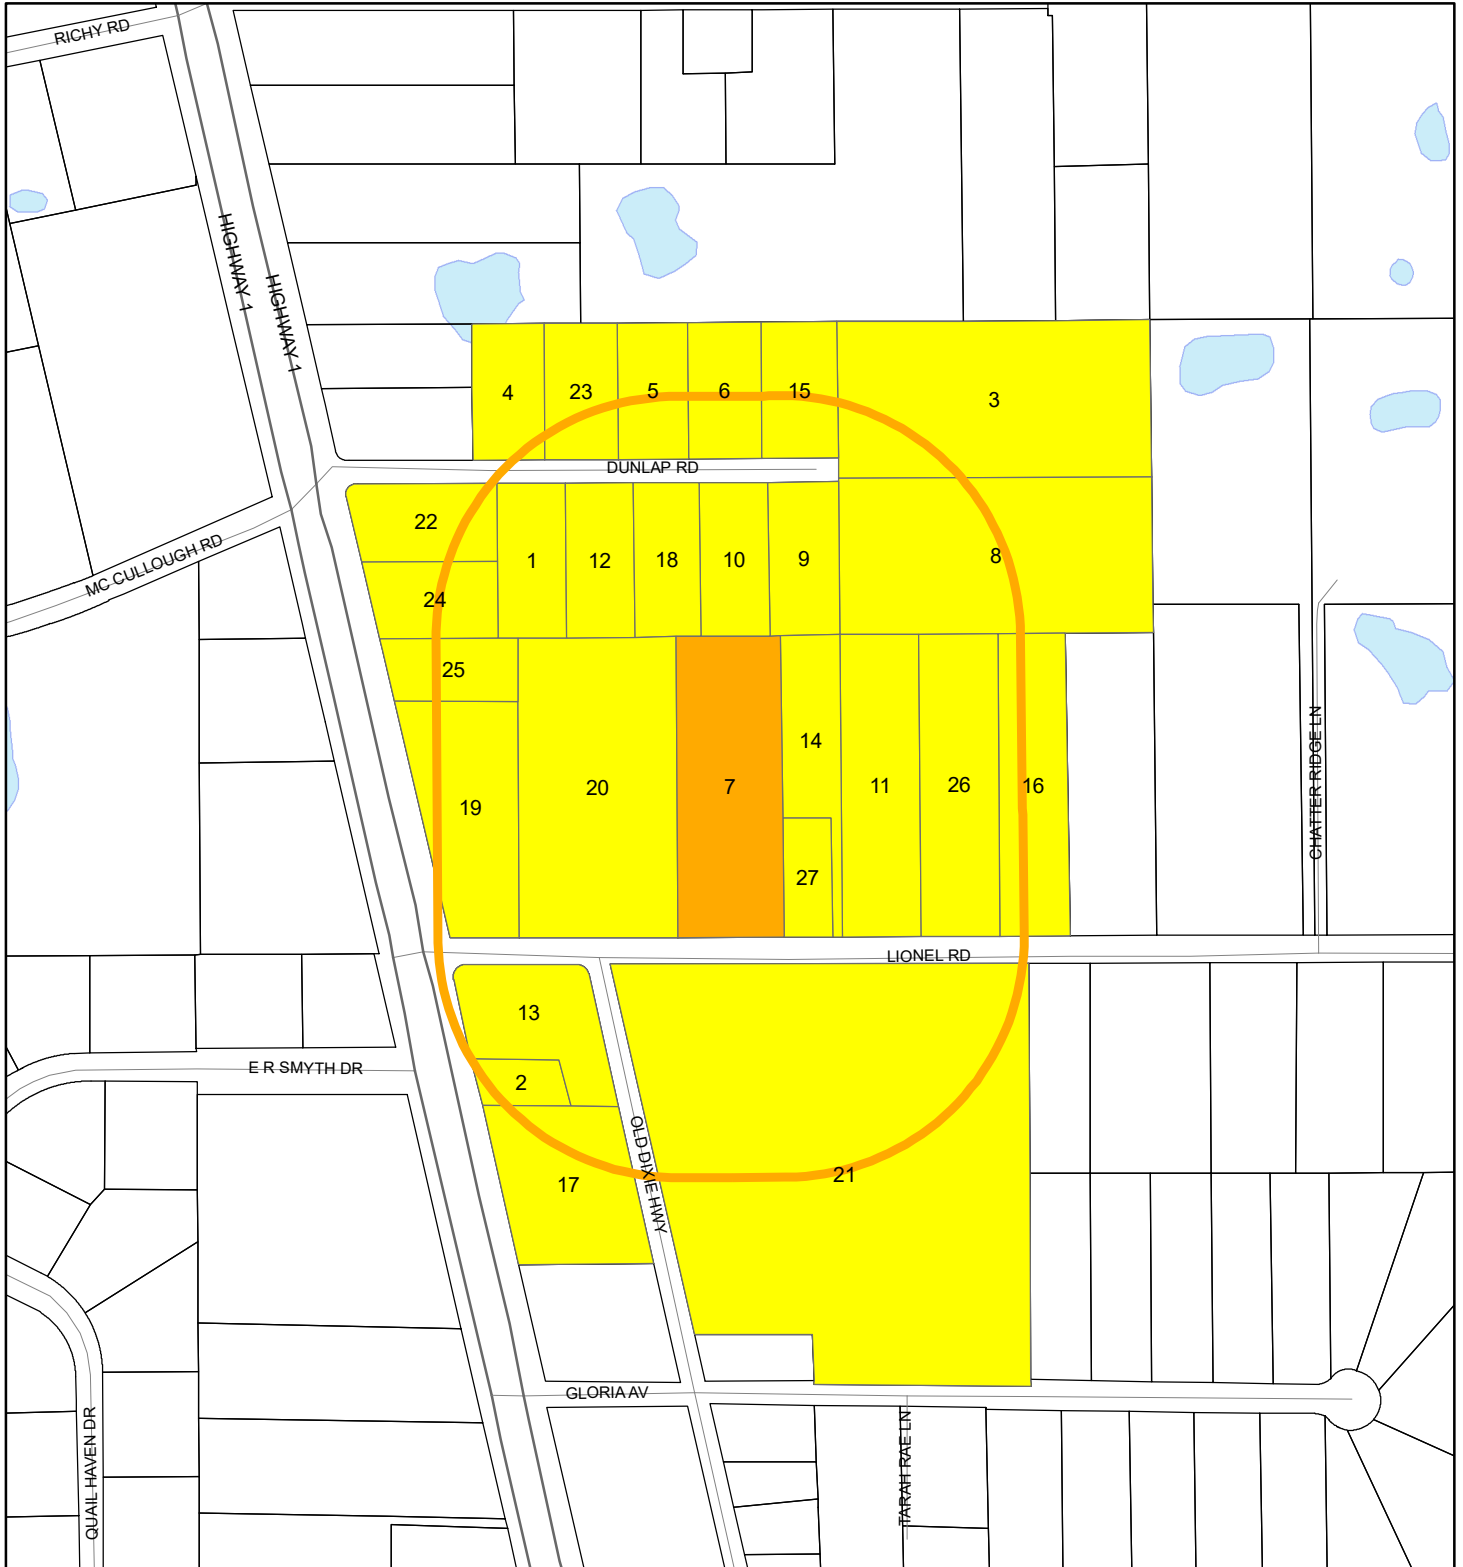 RICHY RD
HIGHWAY 1
HIGHWAY 1
4
23
5
6
15
3
DUNLAP RD
22
1
12
18
10
9
8
MC CULLOUGH RD
24
25
14
20
7
11
26
16
19
27
CHATTER RIDGE LN
LIONEL RD
13
E R SMYTH DR
2
OLD DIXIE HWY
17
21
GLORIA AV
QUAIL HAVEN DR
TARAH RAE LN